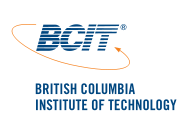 BCIT®
BRITISH COLUMBIA
INSTITUTE OF TECHNOLOGY